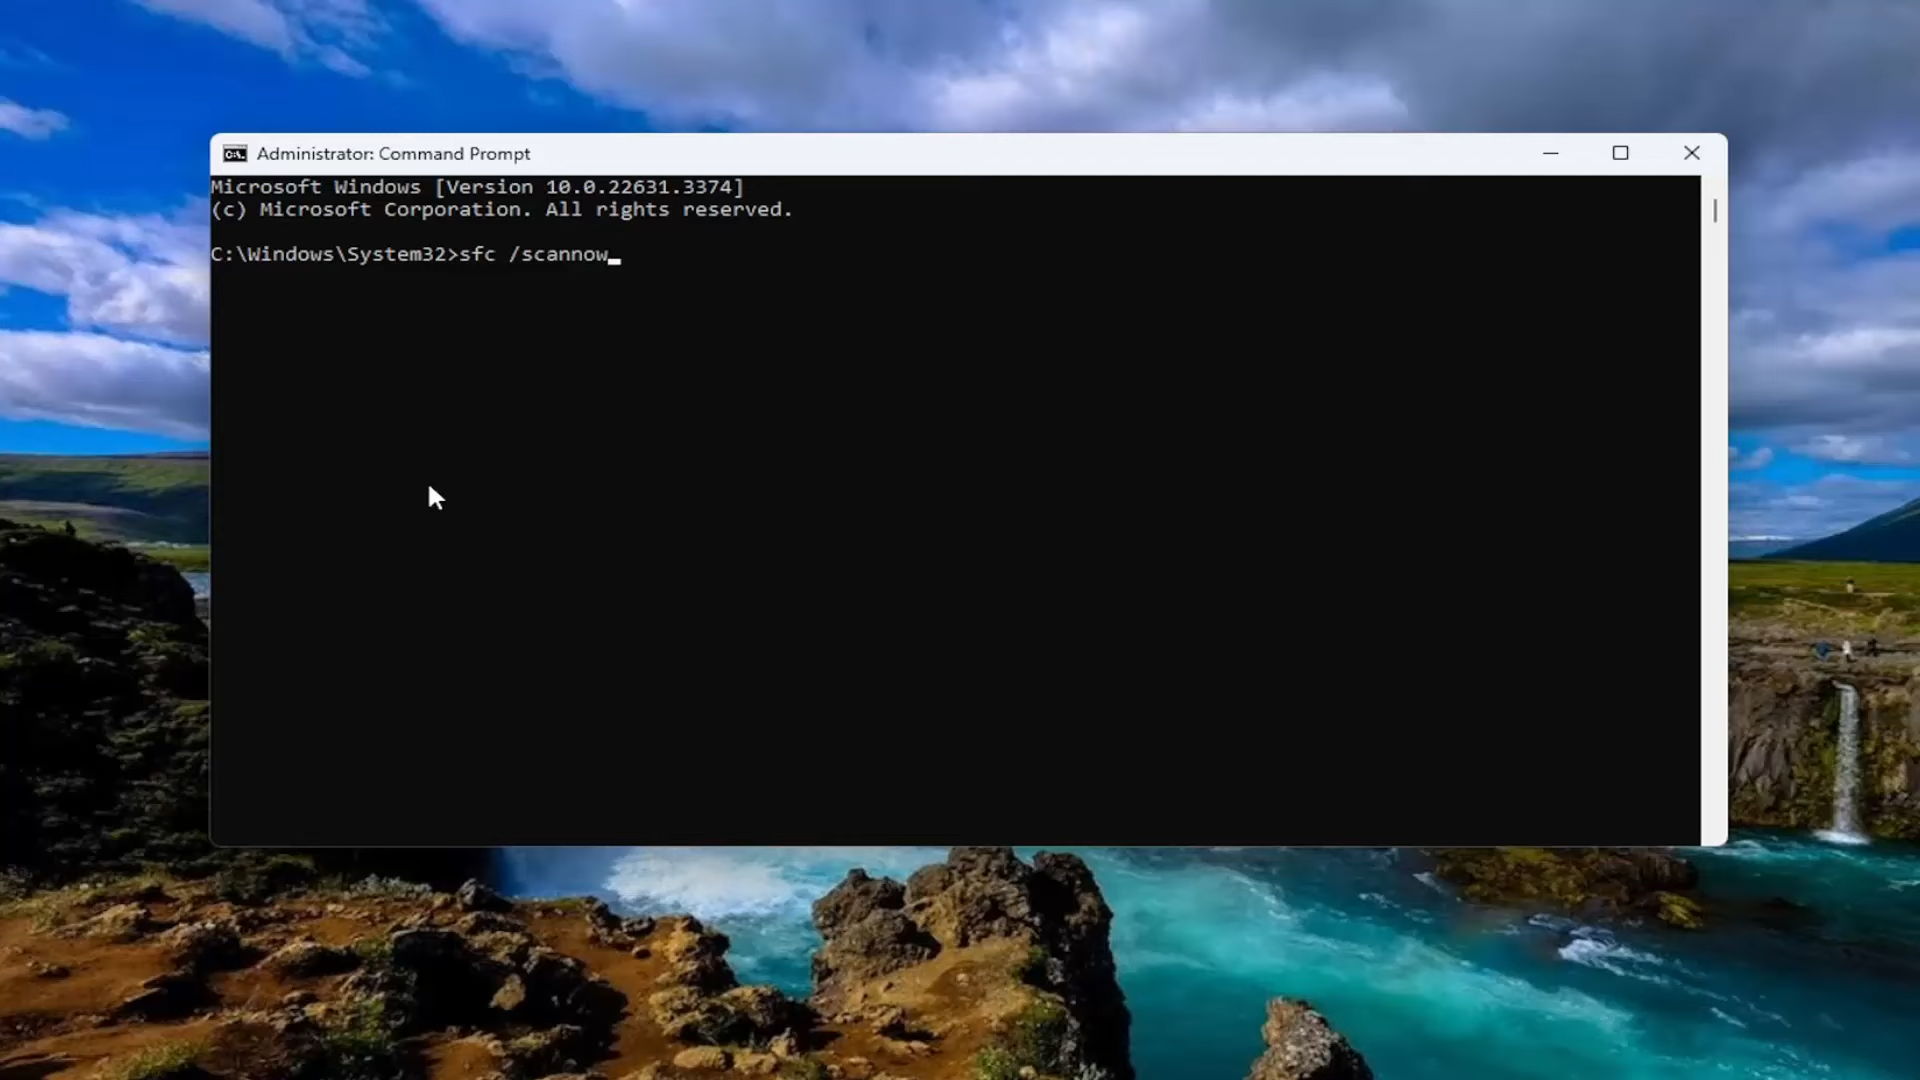 Administrator: Command Prompt
Microsoft Windows [Version 10.0.22631.3374]
(c) Microsoft Corporation. All rights reserved.
C:\Windows\System32>sfc /scannow